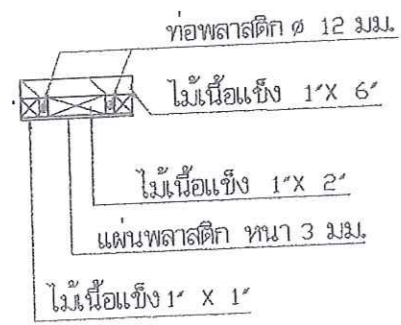 ท่อพลาสติก ø 12 มม.
ไม้เนื้อแข็ง 1"X 6"
ไม้เนื้อแข็ง 1"X 2"
แผ่นพลาสติก หนา 3 มม.
ไม้เนื้อแข็ง 1" X 1"